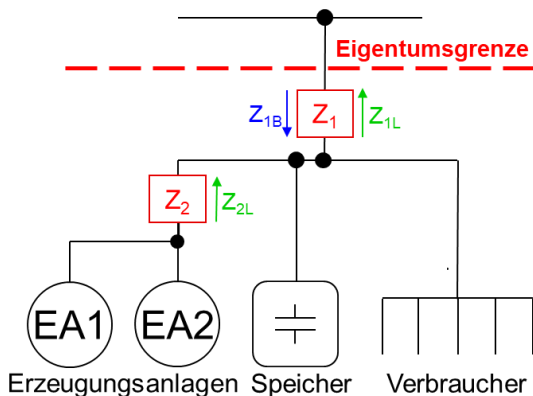 Eigentumsgrenze
Z1B Z1 Z1L
Z2 Z2L
EA1 EA2
Erzeugungsanlagen Speicher Verbraucher